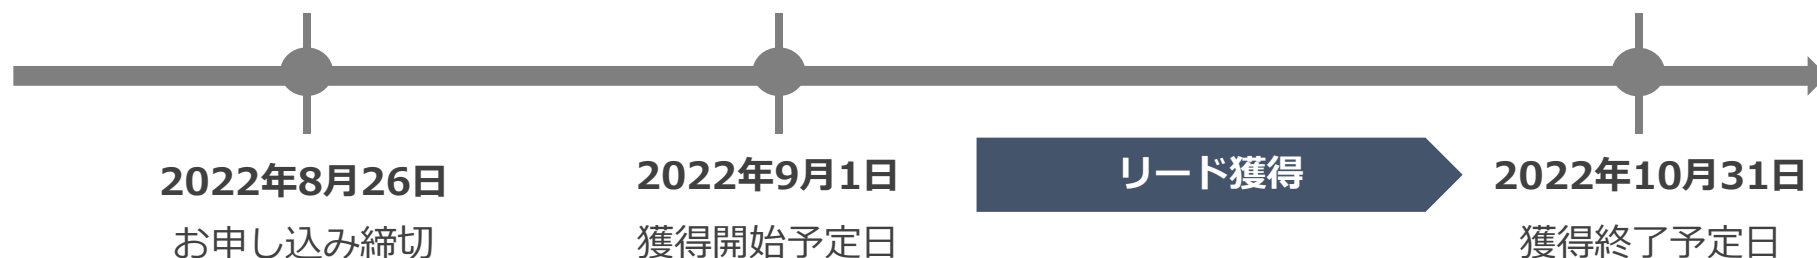 2022年8月26日
お申し込み締切
2022年9月1日
獲得開始予定日
リード獲得
2022年10月31日
獲得終了予定日